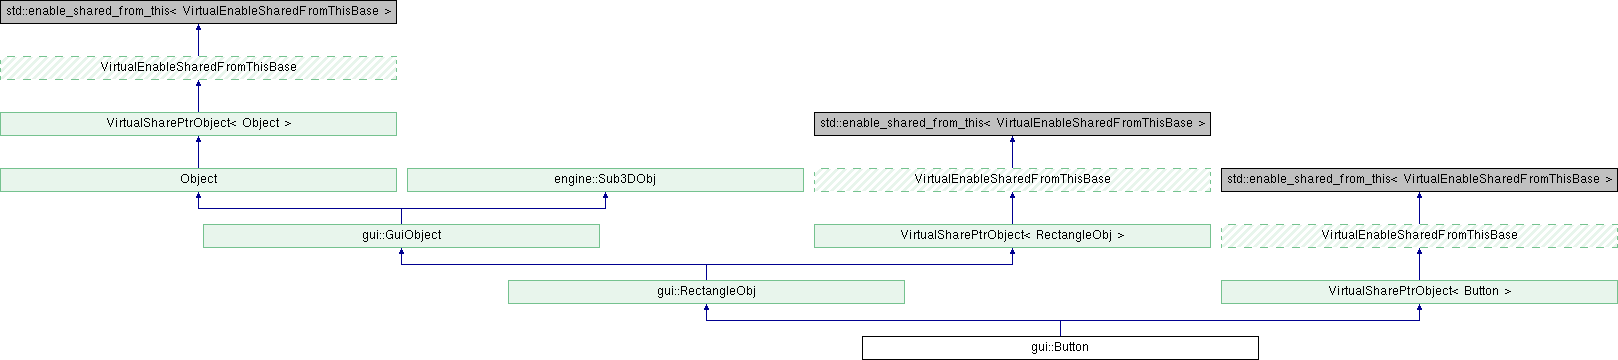 std::enable_shared_from_this< VirtualEnableSharedFromThisBase >
VirtualEnableSharedFromThisBase
VirtualSharePtrObject< Object >
std::enable_shared_from_this< VirtualEnableSharedFromThisBase >
Object
engine::Sub3DObj
VirtualEnableSharedFromThisBase
std::enable_shared_from_this< VirtualEnableSharedFromThisBase >
gui::GuiObject
VirtualSharePtrObject< RectangleObj >
VirtualEnableSharedFromThisBase
gui::RectangleObj
VirtualSharePtrObject< Button >
gui::Button